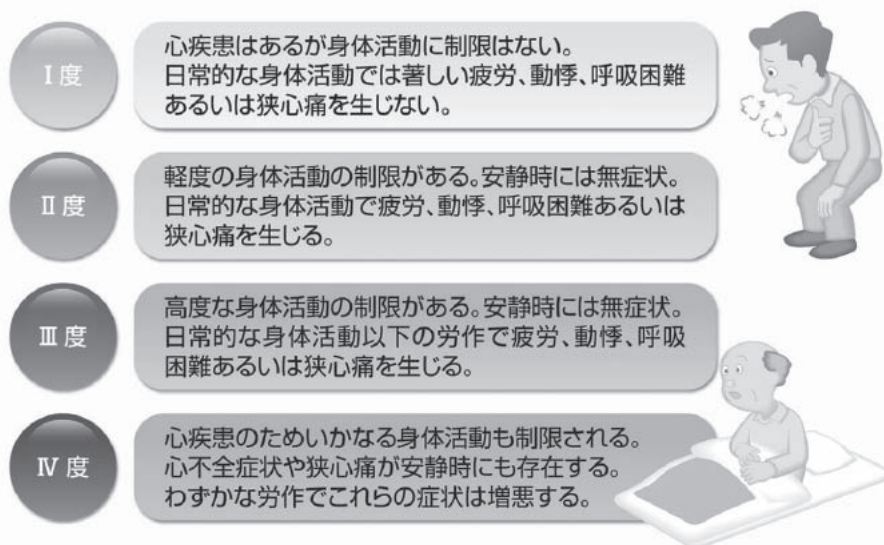 I 度
心疾患はあるが身体活動に制限はない。
日常的な身体活動では著しい疲労、動悸、呼吸困難
あるいは狭心痛を生じない。
II 度
軽度の身体活動の制限がある。安静時には無症状。
日常的な身体活動で疲労、動悸、呼吸困難あるいは
狭心痛を生じる。
III 度
高度な身体活動の制限がある。安静時には無症状。
日常的な身体活動以下の労作で疲労、動悸、呼吸
困難あるいは狭心痛を生じる。
IV 度
心疾患のためいかなる身体活動も制限される。
心不全症状や狭心痛が安静時にも存在する。
わずかな労作でこれらの症状は増悪する。